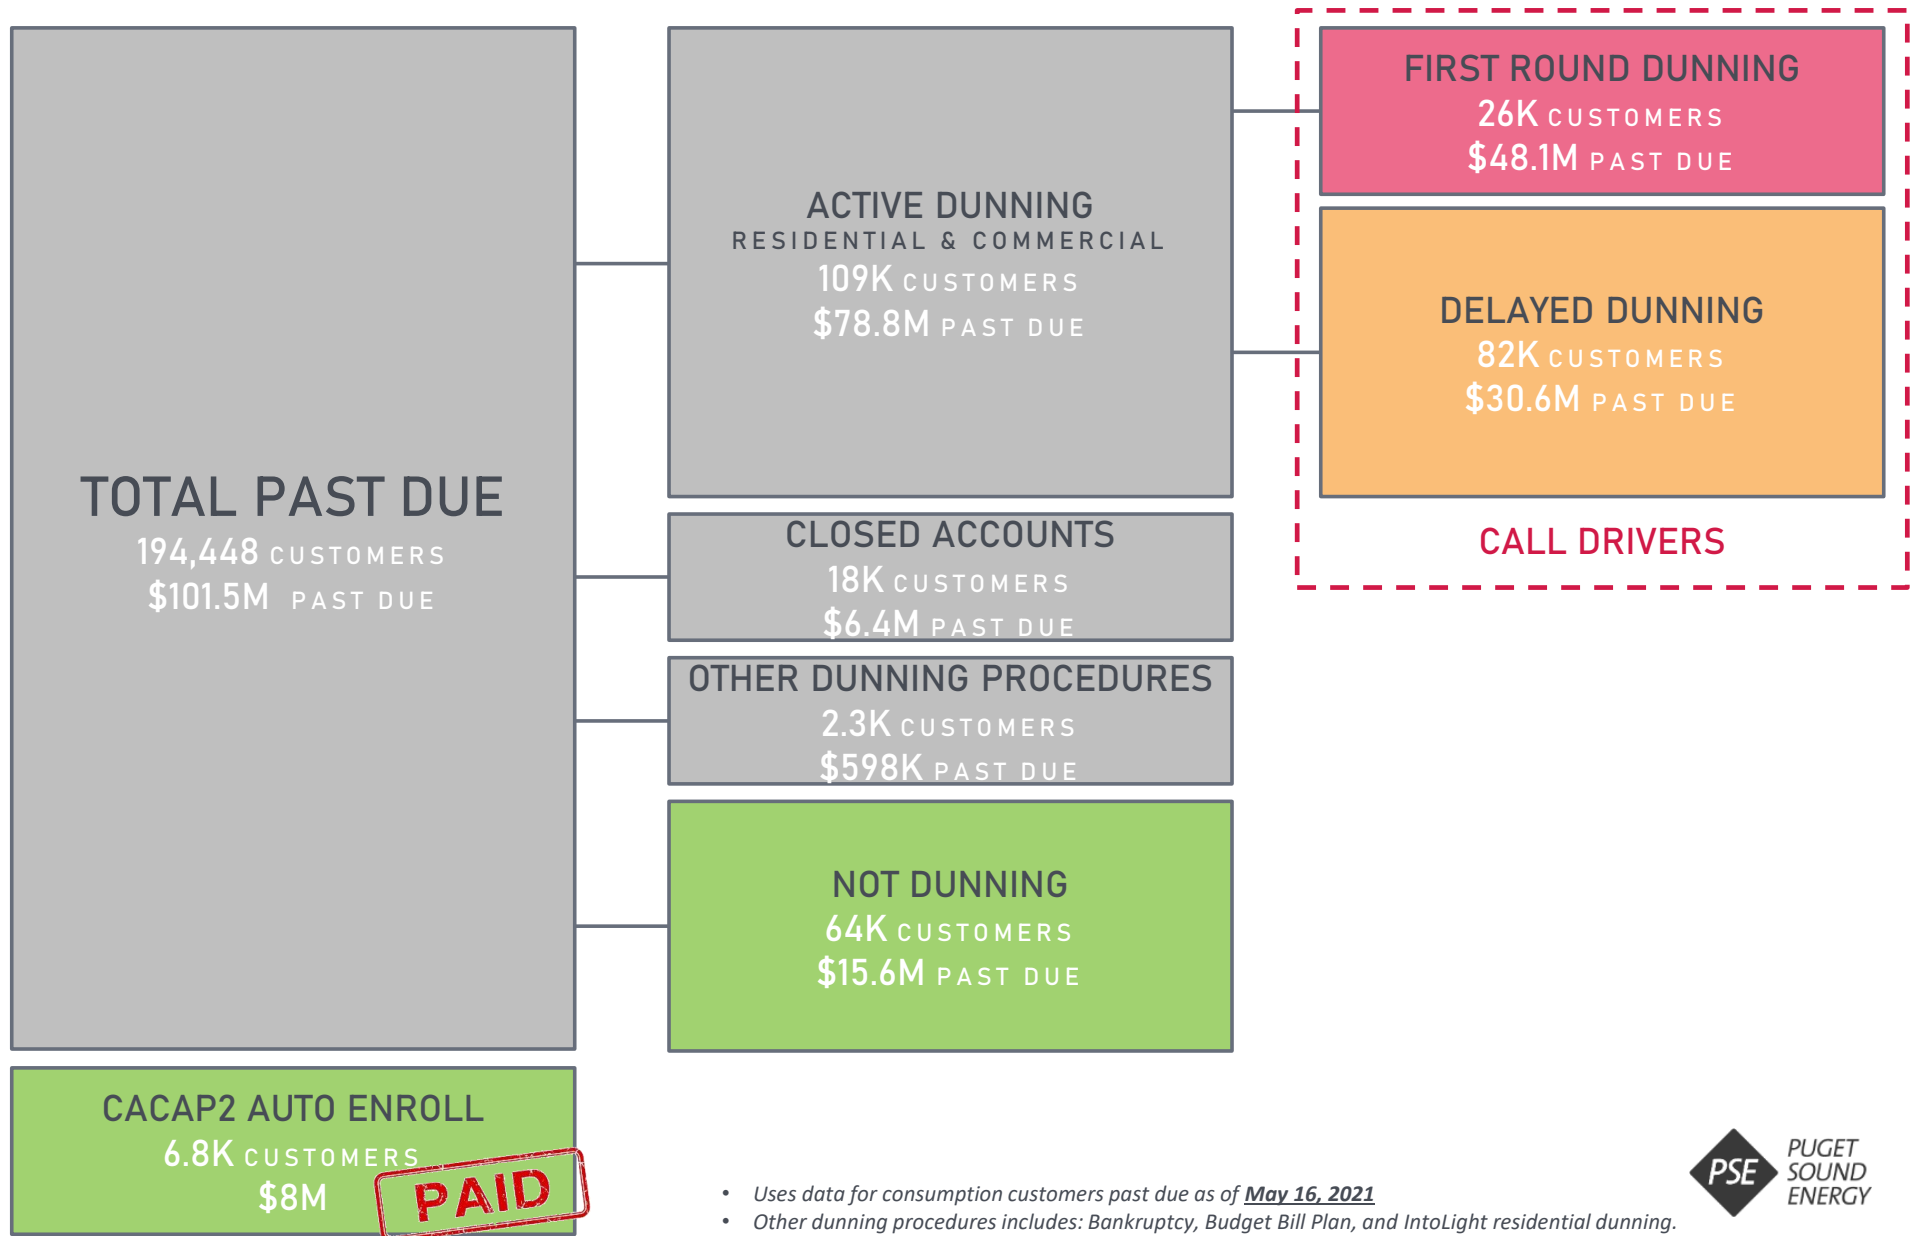 TOTAL PAST DUE
194,448 CUSTOMERS
$101.5M PAST DUE
ACTIVE DUNNING
RESIDENTIAL & COMMERCIAL
109K CUSTOMERS
$78.8M PAST DUE
FIRST ROUND DUNNING
26K CUSTOMERS
$48.1M PAST DUE
DELAYED DUNNING
82K CUSTOMERS
$30.6M PAST DUE
CALL DRIVERS
CLOSED ACCOUNTS
18K CUSTOMERS
$6.4M PAST DUE
OTHER DUNNING PROCEDURES
2.3K CUSTOMERS
$598K PAST DUE
NOT DUNNING
64K CUSTOMERS
$15.6M PAST DUE
CACAP2 AUTO ENROLL
6.8K CUSTOMERS
$8M
PAID
• Uses data for consumption customers past due as of May 16, 2021
• Other dunning procedures includes: Bankruptcy, Budget Bill Plan, and IntoLight residential dunning.
PSE
PUGET
SOUND
ENERGY